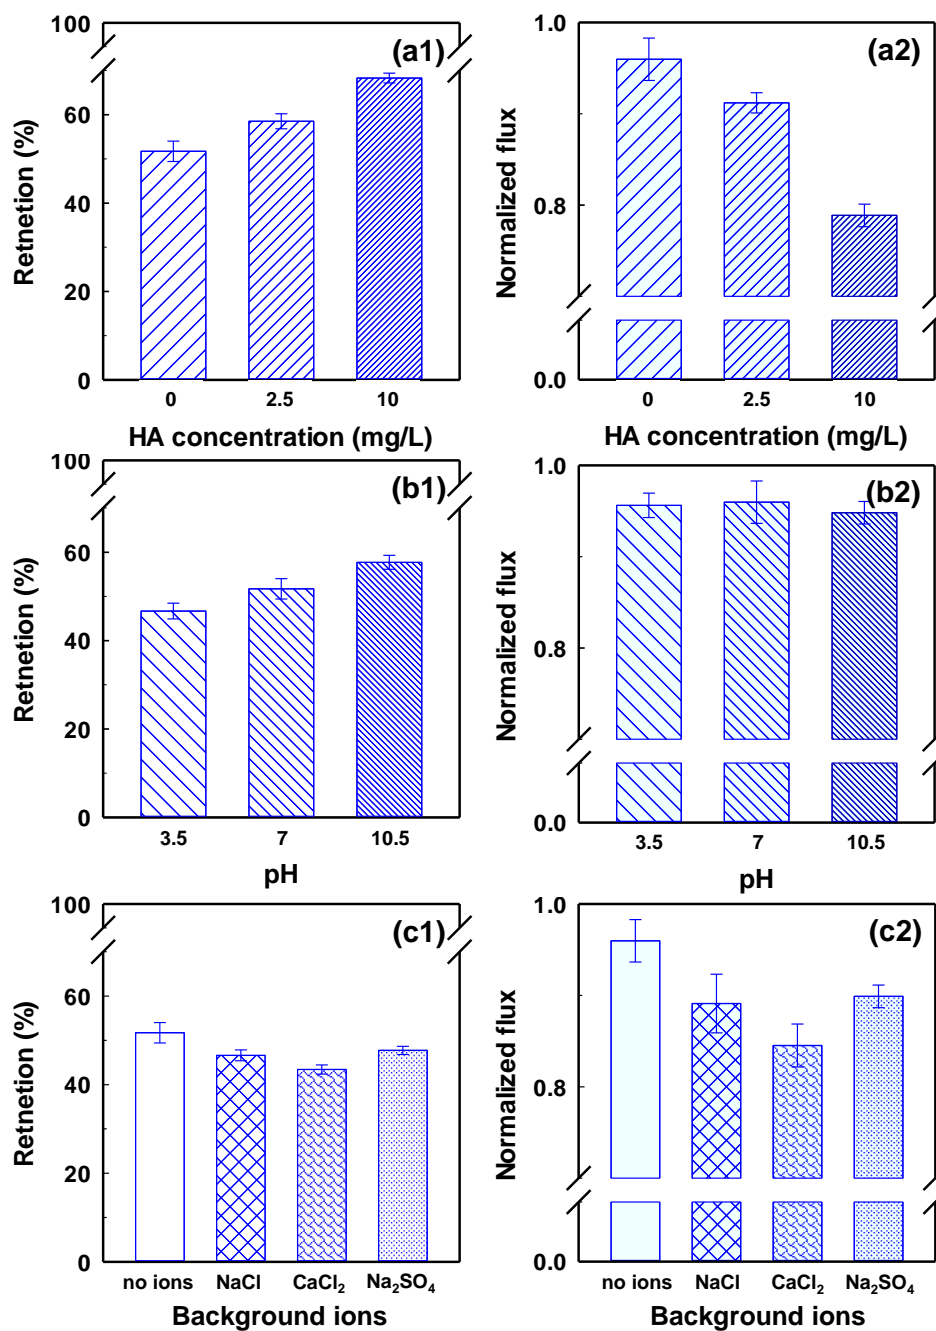 100
(a1)
60
40
20
0
Retnetion (%)
0 2.5 10
HA concentration (mg/L)
1.0
(a2)
0.8
0.0
Normalized flux
0 2.5 10
HA concentration (mg/L)
100
(b1)
60
40
20
0
Retnetion (%)
3.5 7 10.5
pH
1.0
(b2)
0.8
0.0
Normalized flux
3.5 7 10.5
pH
100
(c1)
60
40
20
0
Retnetion (%)
no ions NaCl CaCl₂ Na₂SO₄
Background ions
1.0
(c2)
0.8
0.0
Normalized flux
no ions NaCl CaCl₂ Na₂SO₄
Background ions